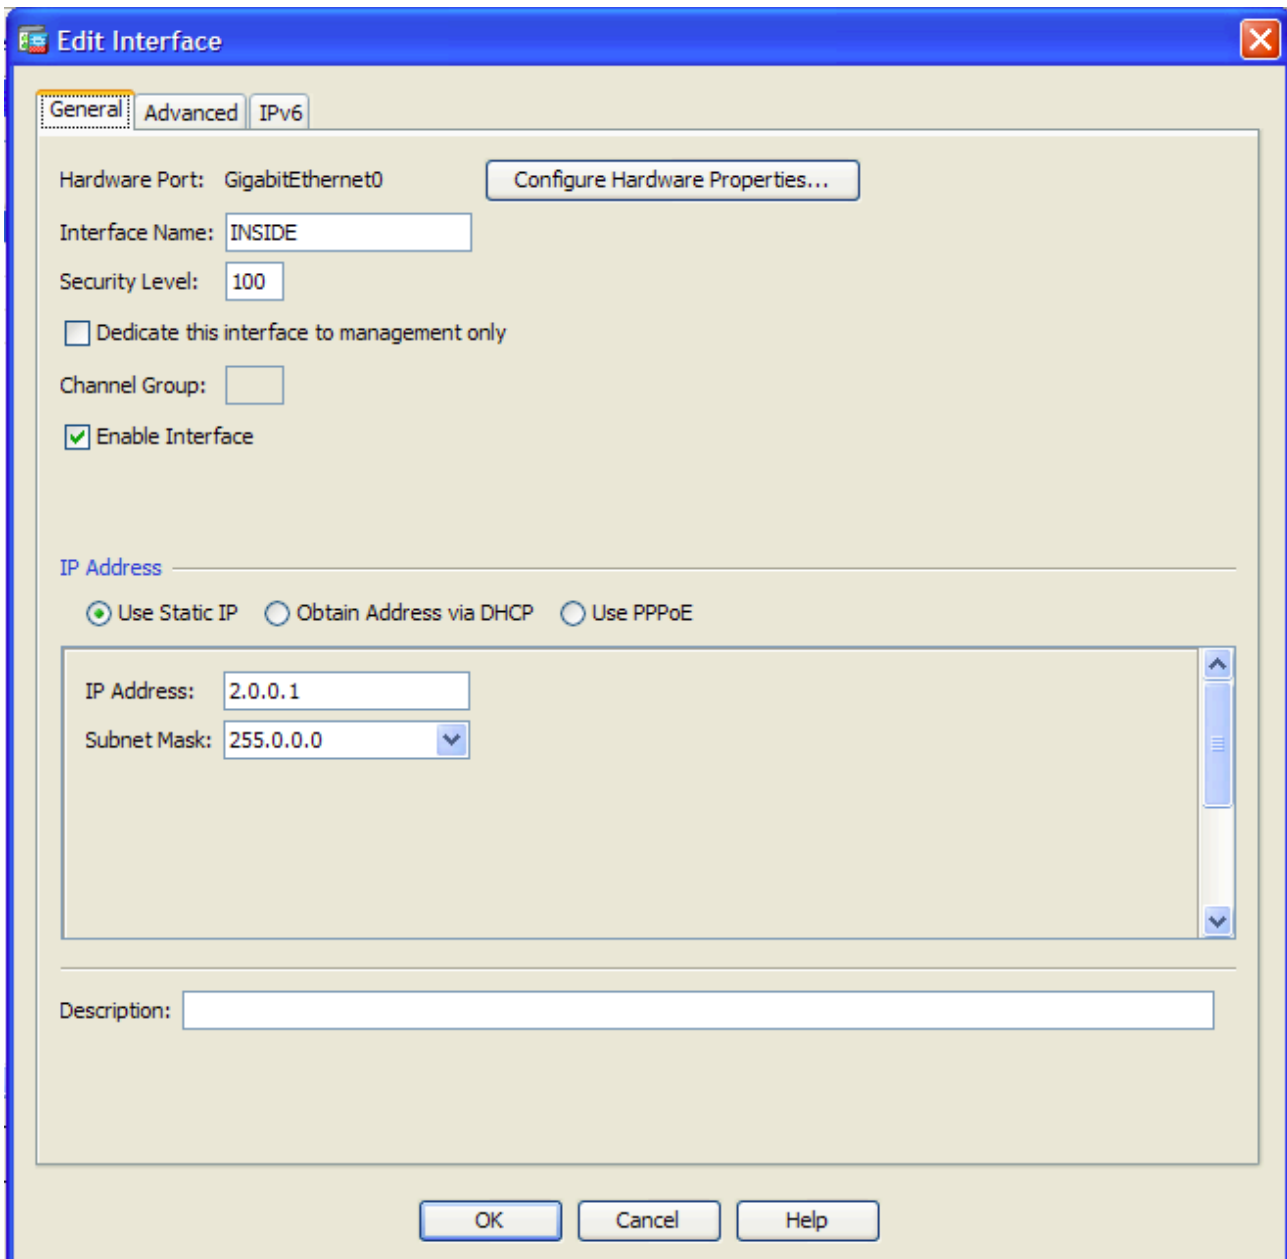 Edit Interface
General Advanced IPv6
Hardware Port: GigabitEthernet0 Configure Hardware Properties...
Interface Name: INSIDE
Security Level: 100
Dedicate this interface to management only
Channel Group:
Enable Interface
IP Address
Use Static IP Obtain Address via DHCP Use PPPoE
IP Address: 2.0.0.1
Subnet Mask: 255.0.0.0
Description:
OK Cancel Help